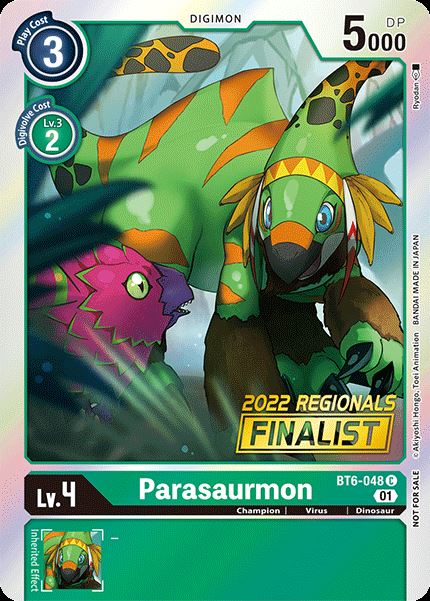 Play Cost
3
DIGIMON
DP
5000
Digivolve Cost
Lv.3
2
Ryodan
©Akiyoshi Hongo, Toei Animation BANDAI MADE IN JAPAN
2022 REGIONALS
FINALIST
NOT FOR SALE
Lv.4
Parasaurmon
BT6-048 C
01
Champion | Virus | Dinosaur
Inherited Effect
–